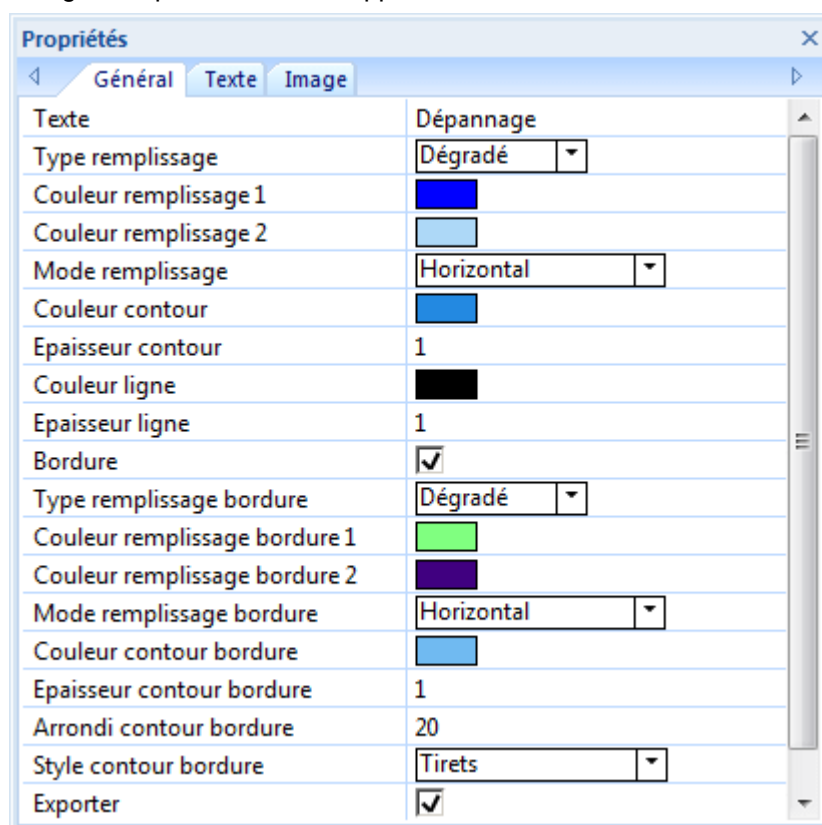 Propriétés
Général Texte Image
Texte Dépannage
Type remplissage Dégradé
Couleur remplissage 1
Couleur remplissage 2
Mode remplissage Horizontal
Couleur contour
Epaisseur contour 1
Couleur ligne
Epaisseur ligne 1
Bordure
Type remplissage bordure Dégradé
Couleur remplissage bordure 1
Couleur remplissage bordure 2
Mode remplissage bordure Horizontal
Couleur contour bordure
Epaisseur contour bordure 1
Arrondi contour bordure 20
Style contour bordure Tirets
Exporter